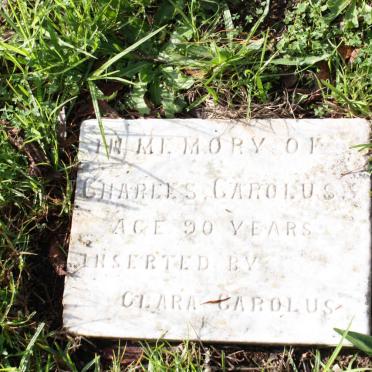 IN MEMORY OF
CHARLES CAROLUS
AGE 90 YEARS
INSERTED BY
CLARA CAROLUS